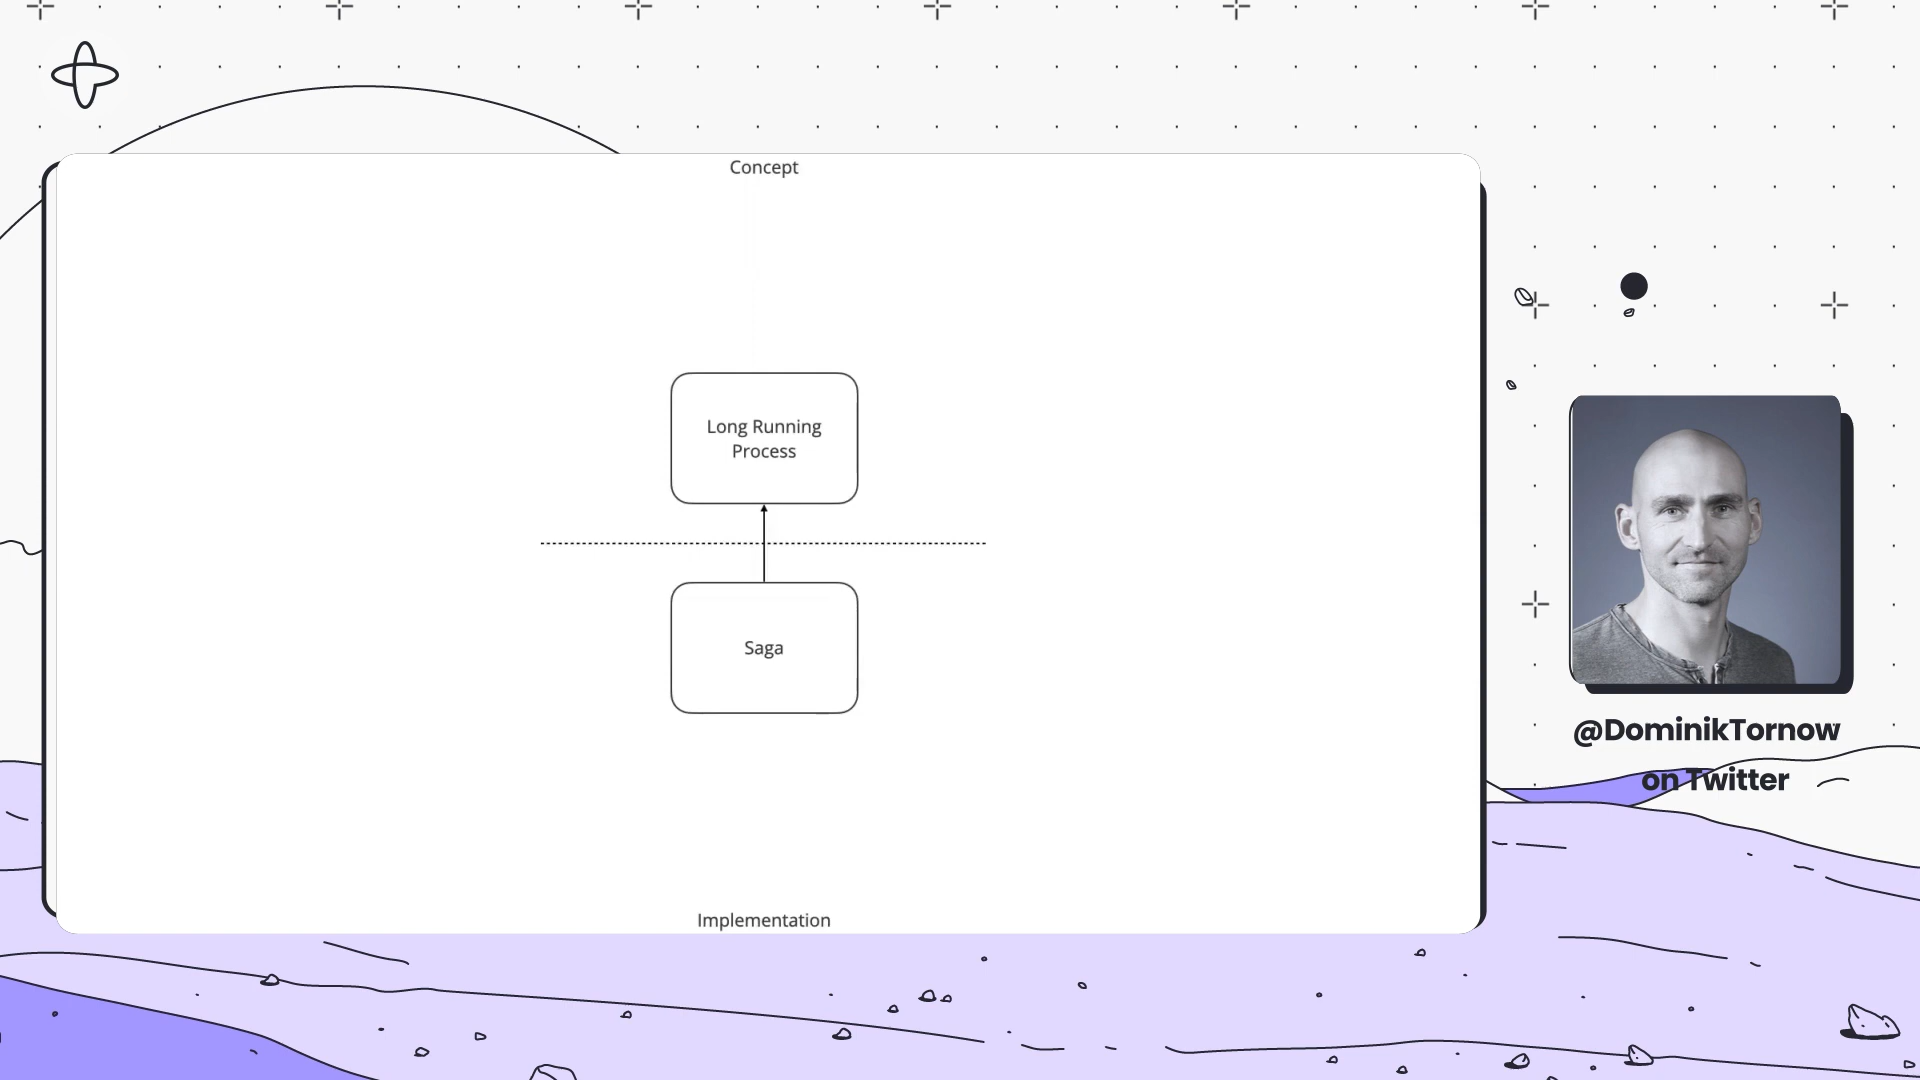 Concept
Long Running
Process
Saga
Implementation
@DominikTornow
on Twitter